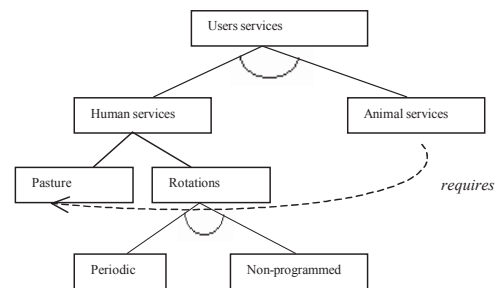 Users services
Human services
Animal services
Pasture
Rotations
requires
Periodic
Non-programmed